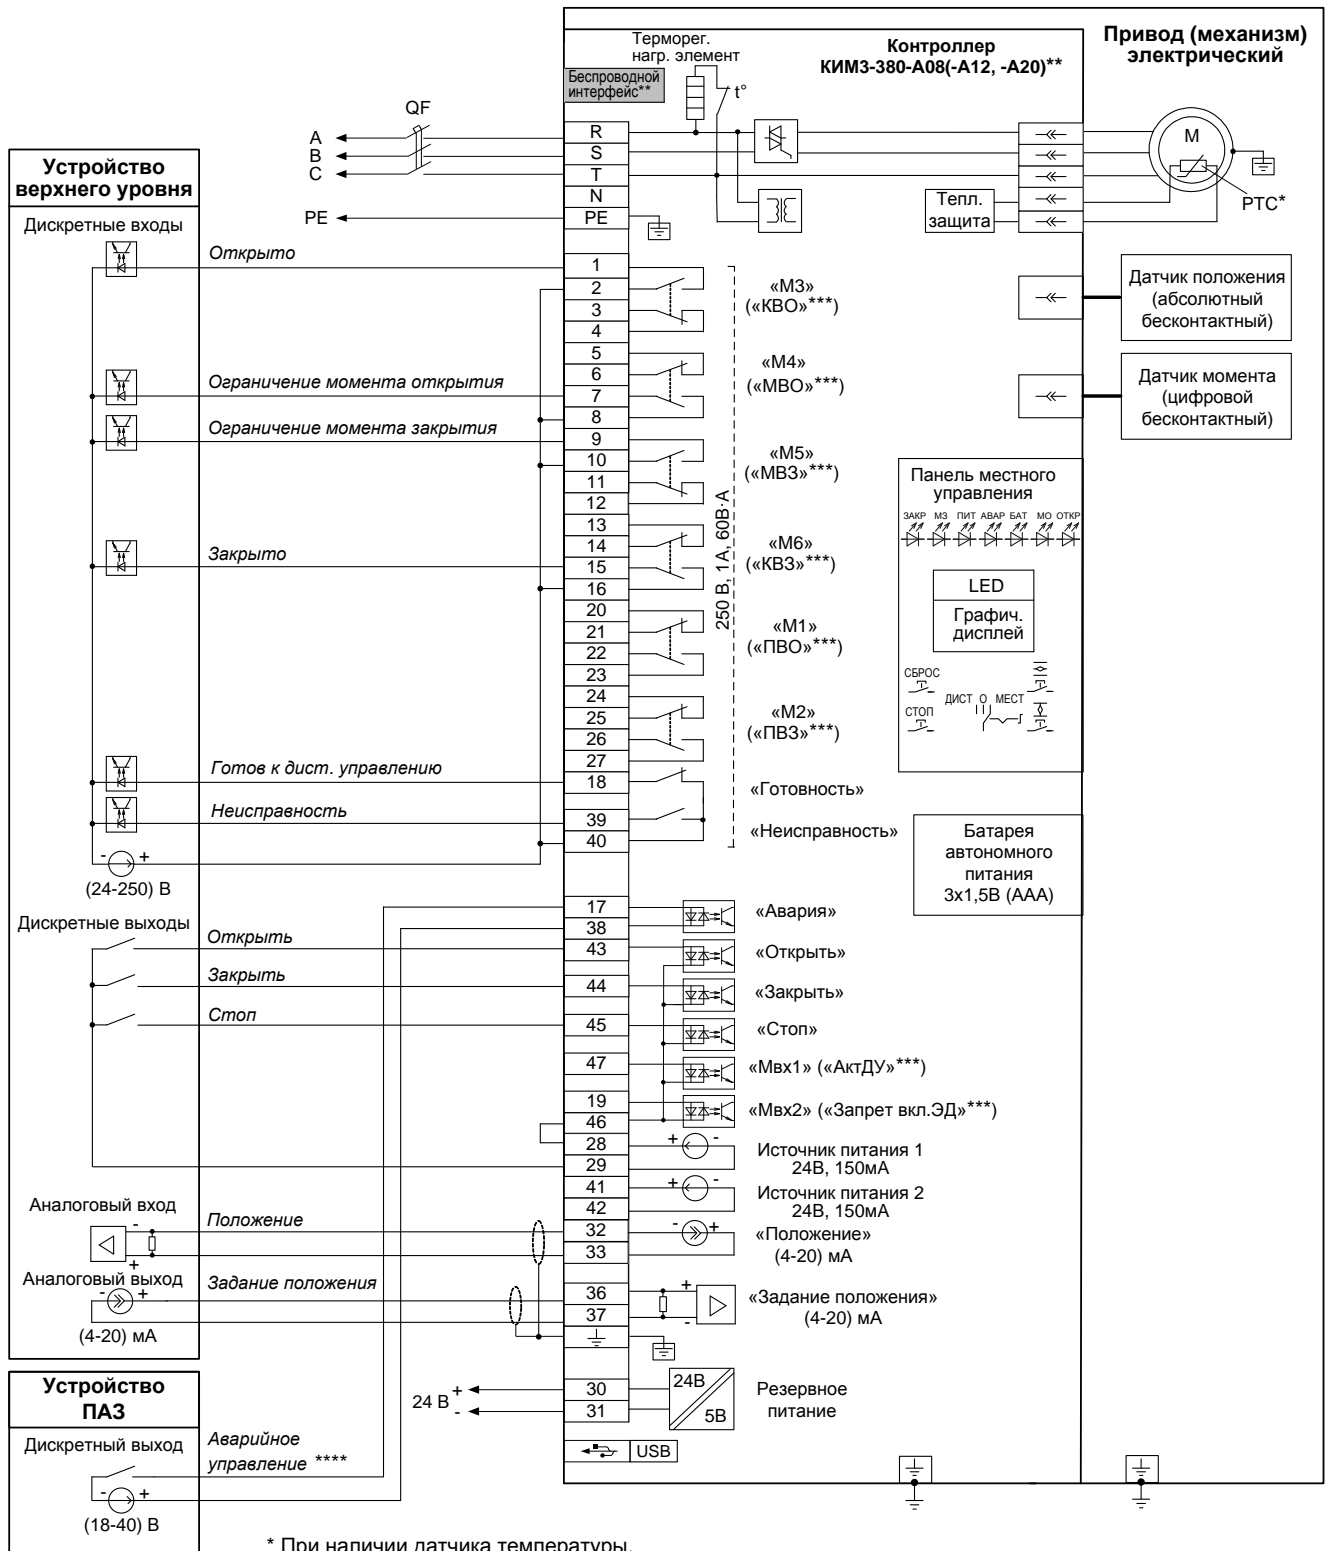 Привод (механизм)
электрический
Контроллер
КИМ3-380-А08(-А12, -А20)**
Терморег.
нагр. элемент
Беспроводной
интерфейс**
t°
QF
A
B
C
PE
R
S
T
N
PE
M
PTC*
Тепл.
защита
Устройство
верхнего уровня
Дискретные входы
Открыто
Ограничение момента открытия
Ограничение момента закрытия
Закрыто
Готов к дист. управлению
Неисправность
- +
(24-250) В
1
2
3
4
5
6
7
8
9
10
11
12
13
14
15
16
20
21
22
23
24
25
26
27
18
39
40
«М3»
(«КВО»***)
«М4»
(«МВО»***)
«М5»
(«МВЗ»***)
«М6»
(«КВЗ»***)
«М1»
(«ПВО»***)
«М2»
(«ПВЗ»***)
«Готовность»
«Неисправность»
250 В, 1А, 60В·А
Датчик положения
(абсолютный
бесконтактный)
Датчик момента
(цифровой
бесконтактный)
Панель местного
управления
ЗАКР МЗ ПИТ АВАР БАТ МО ОТКР
LED
Графич.
дисплей
СБРОС
СТОП
ДИСТ О МЕСТ
Батарея
автономного
питания
3х1,5В (ААА)
Дискретные выходы
Открыть
Закрыть
Стоп
17
38
43
44
45
47
19
46
28
29
41
42
32
33
36
37
30
31
«Авария»
«Открыть»
«Закрыть»
«Стоп»
«Мвх1» («АктДУ»***)
«Мвх2» («Запрет вкл.ЭД»***)
+ -
Источник питания 1
24В, 150мА
+ -
Источник питания 2
24В, 150мА
- +
«Положение»
(4-20) мА
+
-
«Задание положения»
(4-20) мА
Аналоговый вход
Положение
-
+
Аналоговый выход
Задание положения
- +
(4-20) мА
24 В
+
-
24В
5В
Резервное
питание
USB
Устройство
ПАЗ
Дискретный выход
Аварийное
управление ****
- +
(18-40) В
* При наличии датчика температуры.